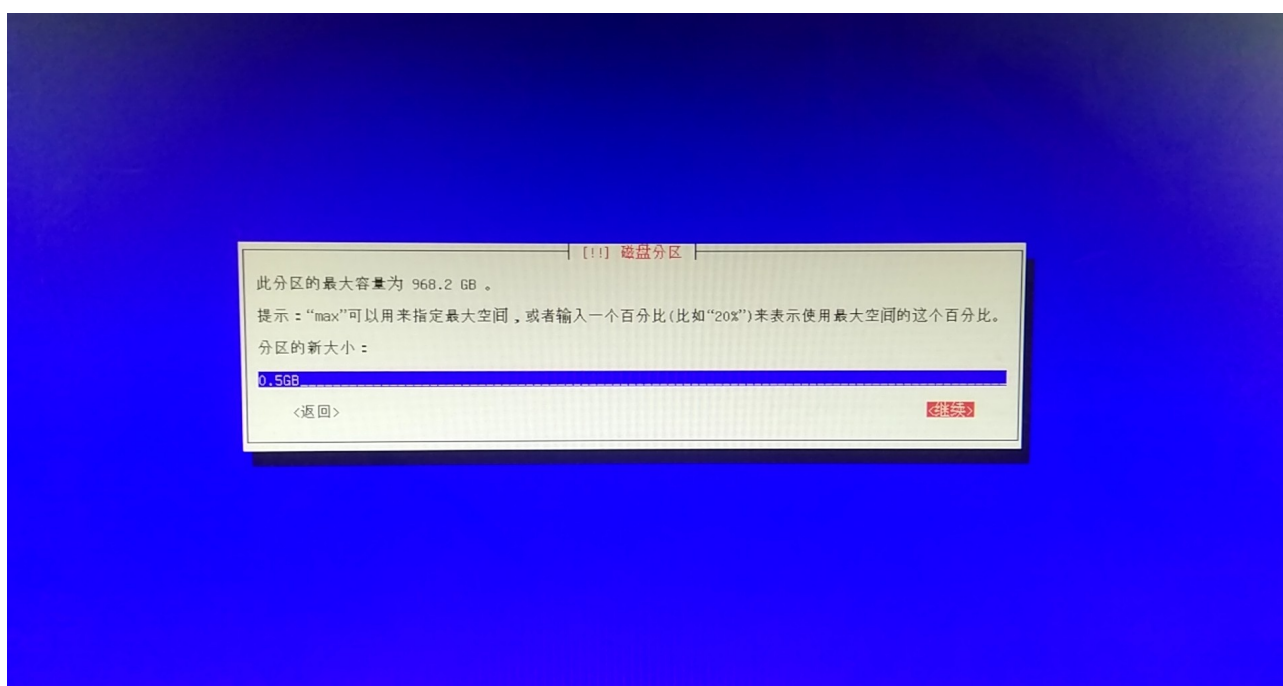 [!!] 磁盘分区
此分区的最大容量为 968.2 GB 。
提示：“max”可以用来指定最大空间，或者输入一个百分比(比如“20%”)来表示使用最大空间的这个百分比。
分区的新大小：
0.5GB
<返回> <继续>